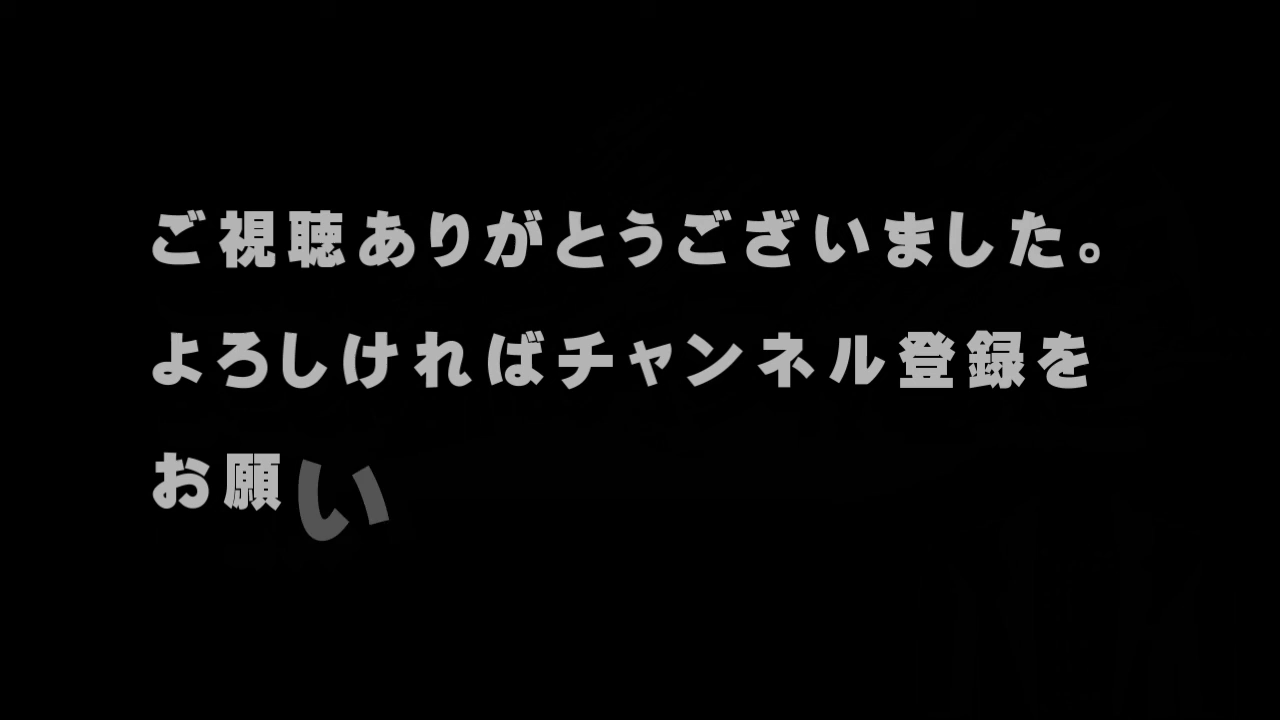 ご視聴ありがとうございました。
よろしければチャンネル登録を
お願い